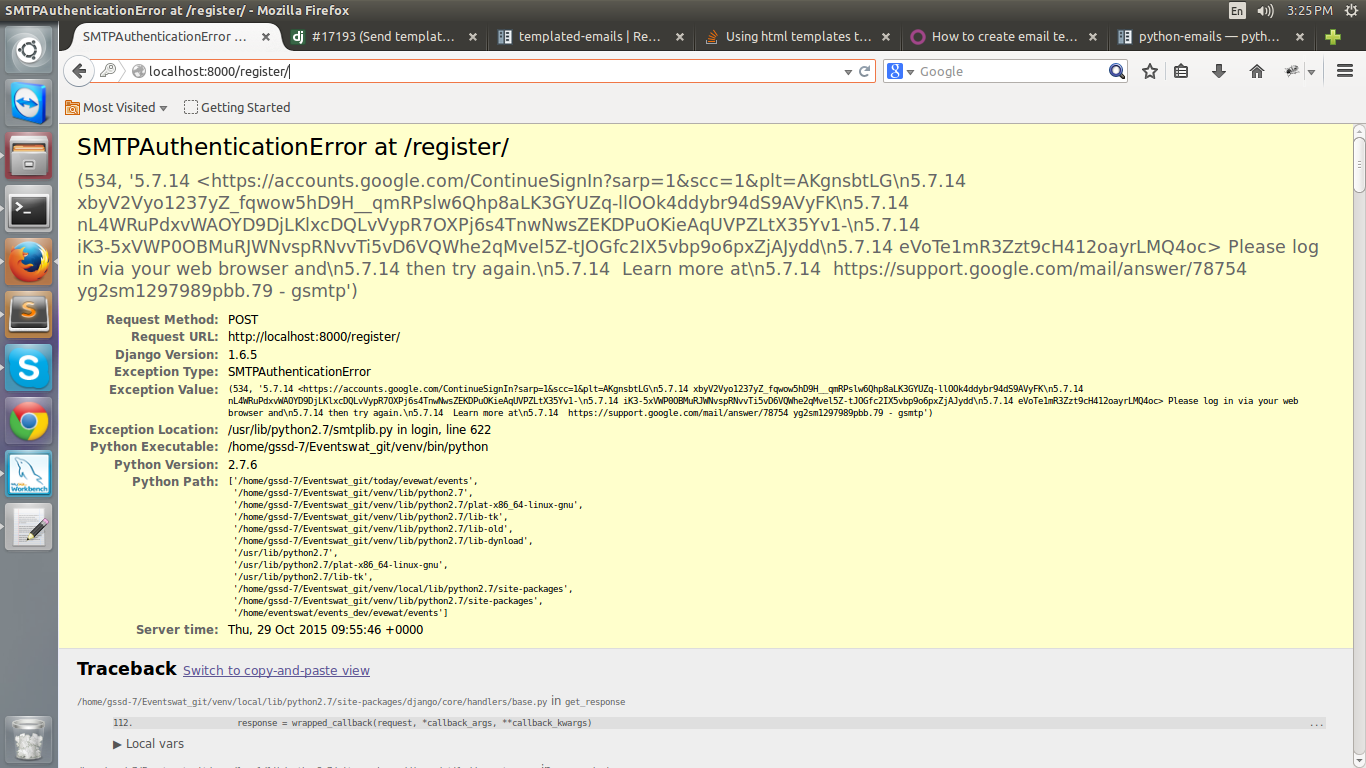 SMTPAuthenticationError at /register/ - Mozilla Firefox
En
3:25 PM
SMTPAuthenticationError ...
#17193 (Send templat...
templated-emails | Re...
Using html templates t...
How to create email te...
python-emails — pyth...
localhost:8000/register/
Google
Most Visited
Getting Started
SMTPAuthenticationError at /register/
(534, '5.7.14 <https://accounts.google.com/ContinueSignIn?sarp=1&scc=1&plt=AKgnsbtLG\n5.7.14
xbyV2Vyo1237yZ_fqwow5hD9H__qmRPslw6Qhp8aLK3GYUZq-llOOk4ddybr94dS9AVyFK\n5.7.14
nL4WRuPdxvWAOYD9DjLKlxcDQLvVypR7OXPj6s4TnwNwsZEKDPuOKieAqUVPZLtX35Yv1-\n5.7.14
iK3-5xVWP0OBMuRJWNvspRNvvTi5vD6VQWhe2qMvel5Z-tJOGfc2IX5vbp9o6pxZjAJydd\n5.7.14 eVoTe1mR3Zzt9cH412oayrLMQ4oc> Please log
in via your web browser and\n5.7.14 then try again.\n5.7.14  Learn more at\n5.7.14  https://support.google.com/mail/answer/78754
yg2sm1297989pbb.79 - gsmtp')
Request Method: POST
Request URL: http://localhost:8000/register/
Django Version: 1.6.5
Exception Type: SMTPAuthenticationError
Exception Value: (534, '5.7.14 <https://accounts.google.com/ContinueSignIn?sarp=1&scc=1&plt=AKgnsbtLG\n5.7.14 xbyV2Vyo1237yZ_fqwow5hD9H__qmRPslw6Qhp8aLK3GYUZq-llOOk4ddybr94dS9AVyFK\n5.7.14
nL4WRuPdxvWAOYD9DjLKlxcDQLvVypR7OXPj6s4TnwNwsZEKDPuOKieAqUVPZLtX35Yv1-\n5.7.14 iK3-5xVWP0OBMuRJWNvspRNvvTi5vD6VQWhe2qMvel5Z-tJOGfc2IX5vbp9o6pxZjAJydd\n5.7.14 eVoTe1mR3Zzt9cH412oayrLMQ4oc> Please log in via your web
browser and\n5.7.14 then try again.\n5.7.14  Learn more at\n5.7.14  https://support.google.com/mail/answer/78754 yg2sm1297989pbb.79 - gsmtp')
Exception Location: /usr/lib/python2.7/smtplib.py in login, line 622
Python Executable: /home/gssd-7/Eventswat_git/venv/bin/python
Python Version: 2.7.6
Python Path: ['/home/gssd-7/Eventswat_git/today/evewat/events',
'/home/gssd-7/Eventswat_git/venv/lib/python2.7',
'/home/gssd-7/Eventswat_git/venv/lib/python2.7/plat-x86_64-linux-gnu',
'/home/gssd-7/Eventswat_git/venv/lib/python2.7/lib-tk',
'/home/gssd-7/Eventswat_git/venv/lib/python2.7/lib-old',
'/home/gssd-7/Eventswat_git/venv/lib/python2.7/lib-dynload',
'/usr/lib/python2.7',
'/usr/lib/python2.7/plat-x86_64-linux-gnu',
'/usr/lib/python2.7/lib-tk',
'/home/gssd-7/Eventswat_git/venv/local/lib/python2.7/site-packages',
'/home/gssd-7/Eventswat_git/venv/lib/python2.7/site-packages',
'/home/eventswat/events_dev/evewat/events']
Server time: Thu, 29 Oct 2015 09:55:46 +0000
Traceback Switch to copy-and-paste view
/home/gssd-7/Eventswat_git/venv/local/lib/python2.7/site-packages/django/core/handlers/base.py in get_response
112. response = wrapped_callback(request, *callback_args, **callback_kwargs) ...
▶ Local vars